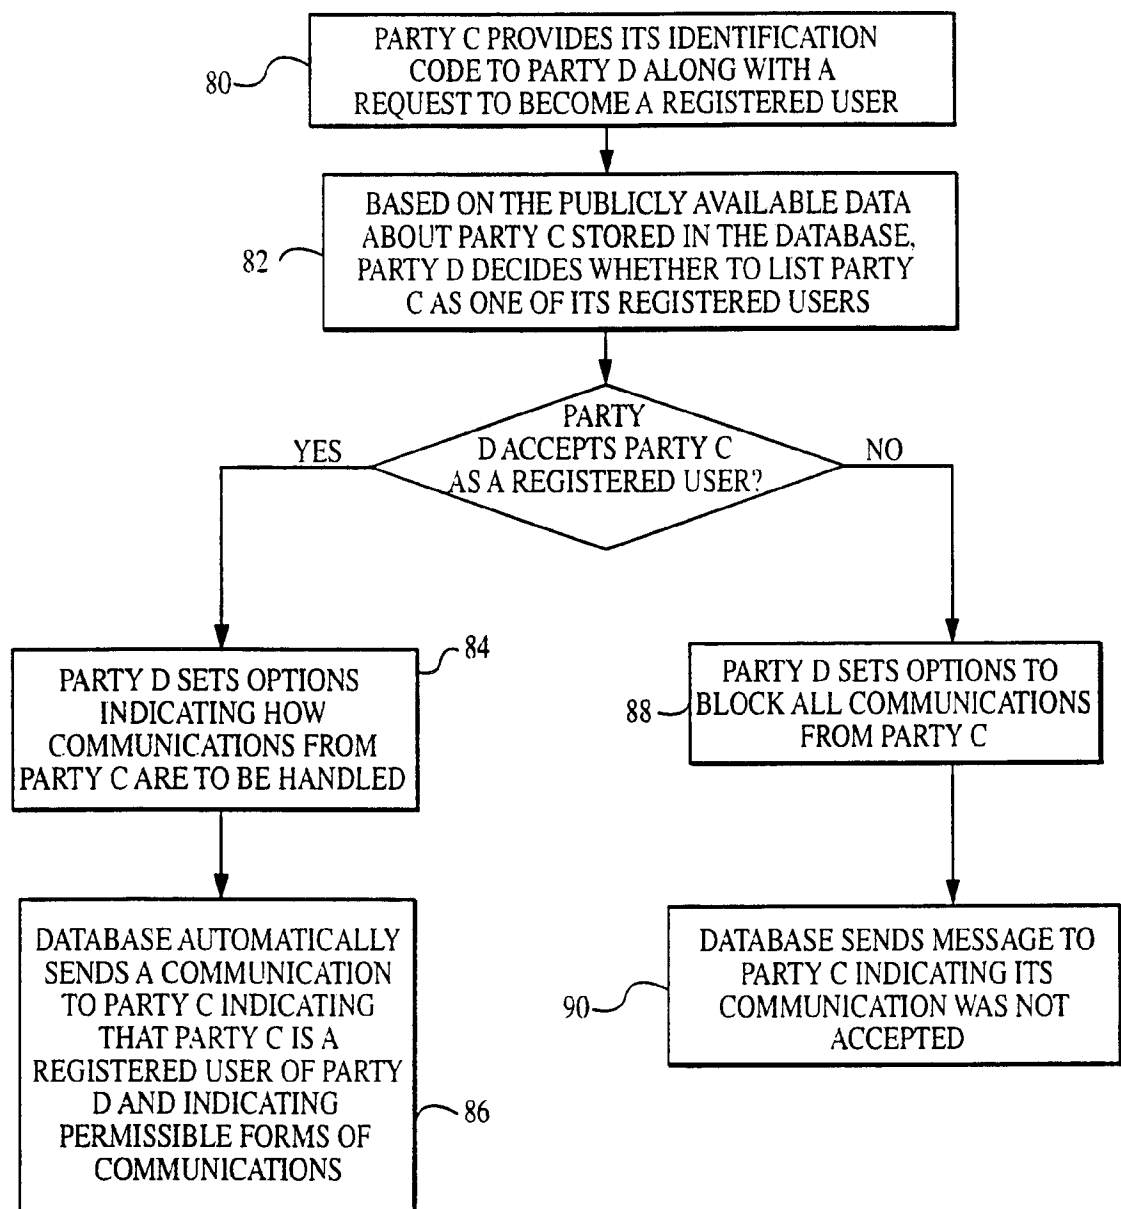 PARTY C PROVIDES ITS IDENTIFICATION
CODE TO PARTY D ALONG WITH A
REQUEST TO BECOME A REGISTERED USER
80
BASED ON THE PUBLICLY AVAILABLE DATA
ABOUT PARTY C STORED IN THE DATABASE,
PARTY D DECIDES WHETHER TO LIST PARTY
C AS ONE OF ITS REGISTERED USERS
82
PARTY
D ACCEPTS PARTY C
AS A REGISTERED USER?
YES
NO
84
PARTY D SETS OPTIONS
INDICATING HOW
COMMUNICATIONS FROM
PARTY C ARE TO BE HANDLED
88
PARTY D SETS OPTIONS TO
BLOCK ALL COMMUNICATIONS
FROM PARTY C
DATABASE AUTOMATICALLY
SENDS A COMMUNICATION
TO PARTY C INDICATING
THAT PARTY C IS A
REGISTERED USER OF PARTY
D AND INDICATING
PERMISSIBLE FORMS OF
COMMUNICATIONS
86
DATABASE SENDS MESSAGE TO
PARTY C INDICATING ITS
COMMUNICATION WAS NOT
ACCEPTED
90